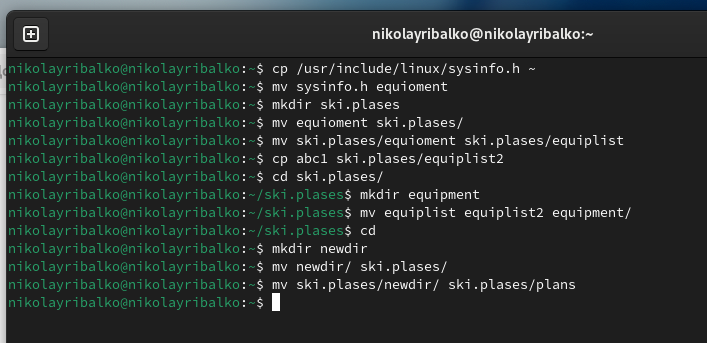 nikolayribalko@nikolayribalko:~
nikolayribalko@nikolayribalko:~$ cp /usr/include/linux/sysinfo.h ~
nikolayribalko@nikolayribalko:~$ mv sysinfo.h equioment
nikolayribalko@nikolayribalko:~$ mkdir ski.plases
nikolayribalko@nikolayribalko:~$ mv equioment ski.plases/
nikolayribalko@nikolayribalko:~$ mv ski.plases/equioment ski.plases/equiplist
nikolayribalko@nikolayribalko:~$ cp abc1 ski.plases/equiplist2
nikolayribalko@nikolayribalko:~$ cd ski.plases/
nikolayribalko@nikolayribalko:~/ski.plases$ mkdir equipment
nikolayribalko@nikolayribalko:~/ski.plases$ mv equiplist equiplist2 equipment/
nikolayribalko@nikolayribalko:~/ski.plases$ cd
nikolayribalko@nikolayribalko:~$ mkdir newdir
nikolayribalko@nikolayribalko:~$ mv newdir/ ski.plases/
nikolayribalko@nikolayribalko:~$ mv ski.plases/newdir/ ski.plases/plans
nikolayribalko@nikolayribalko:~$